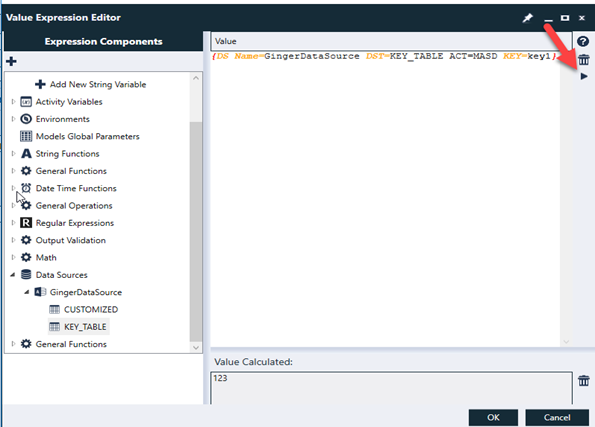 Value Expression Editor
Expression Components
Add New String Variable
Activity Variables
Environments
Models Global Parameters
String Functions
General Functions
Date Time Functions
General Operations
Regular Expressions
Output Validation
Math
Data Sources
GingerDataSource
CUSTOMIZED
KEY_TABLE
General Functions
Value
{DS Name=GingerDataSource DST=KEY_TABLE ACT=MASD KEY=key1}
Value Calculated:
123
OK
Cancel